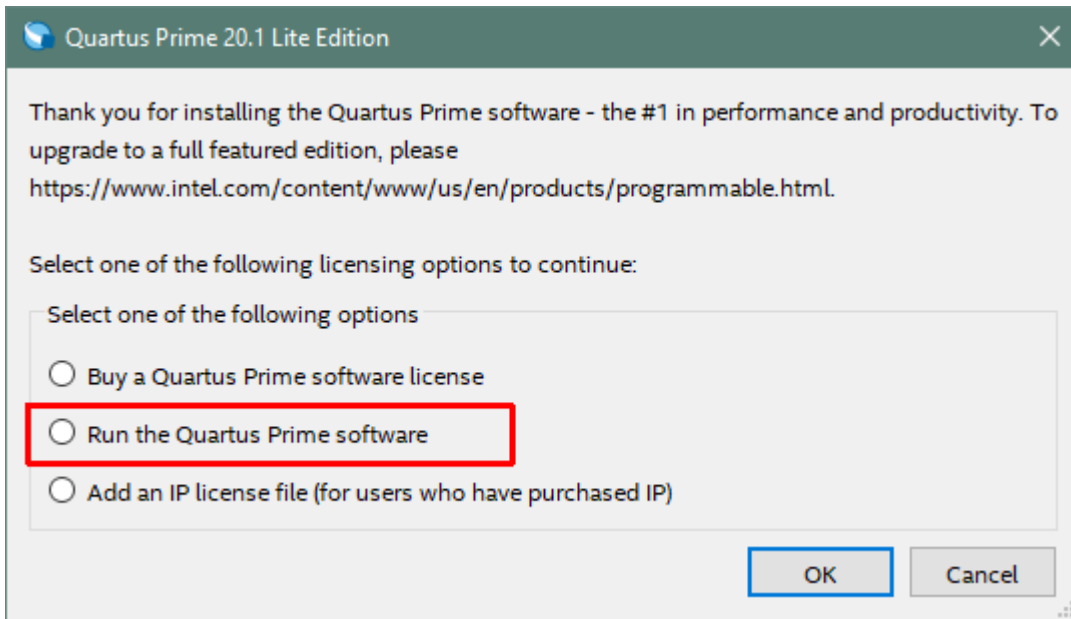 Quartus Prime 20.1 Lite Edition
Thank you for installing the Quartus Prime software - the #1 in performance and productivity. To
upgrade to a full featured edition, please
https://www.intel.com/content/www/us/en/products/programmable.html.
Select one of the following licensing options to continue:
Select one of the following options
Buy a Quartus Prime software license
Run the Quartus Prime software
Add an IP license file (for users who have purchased IP)
OK Cancel